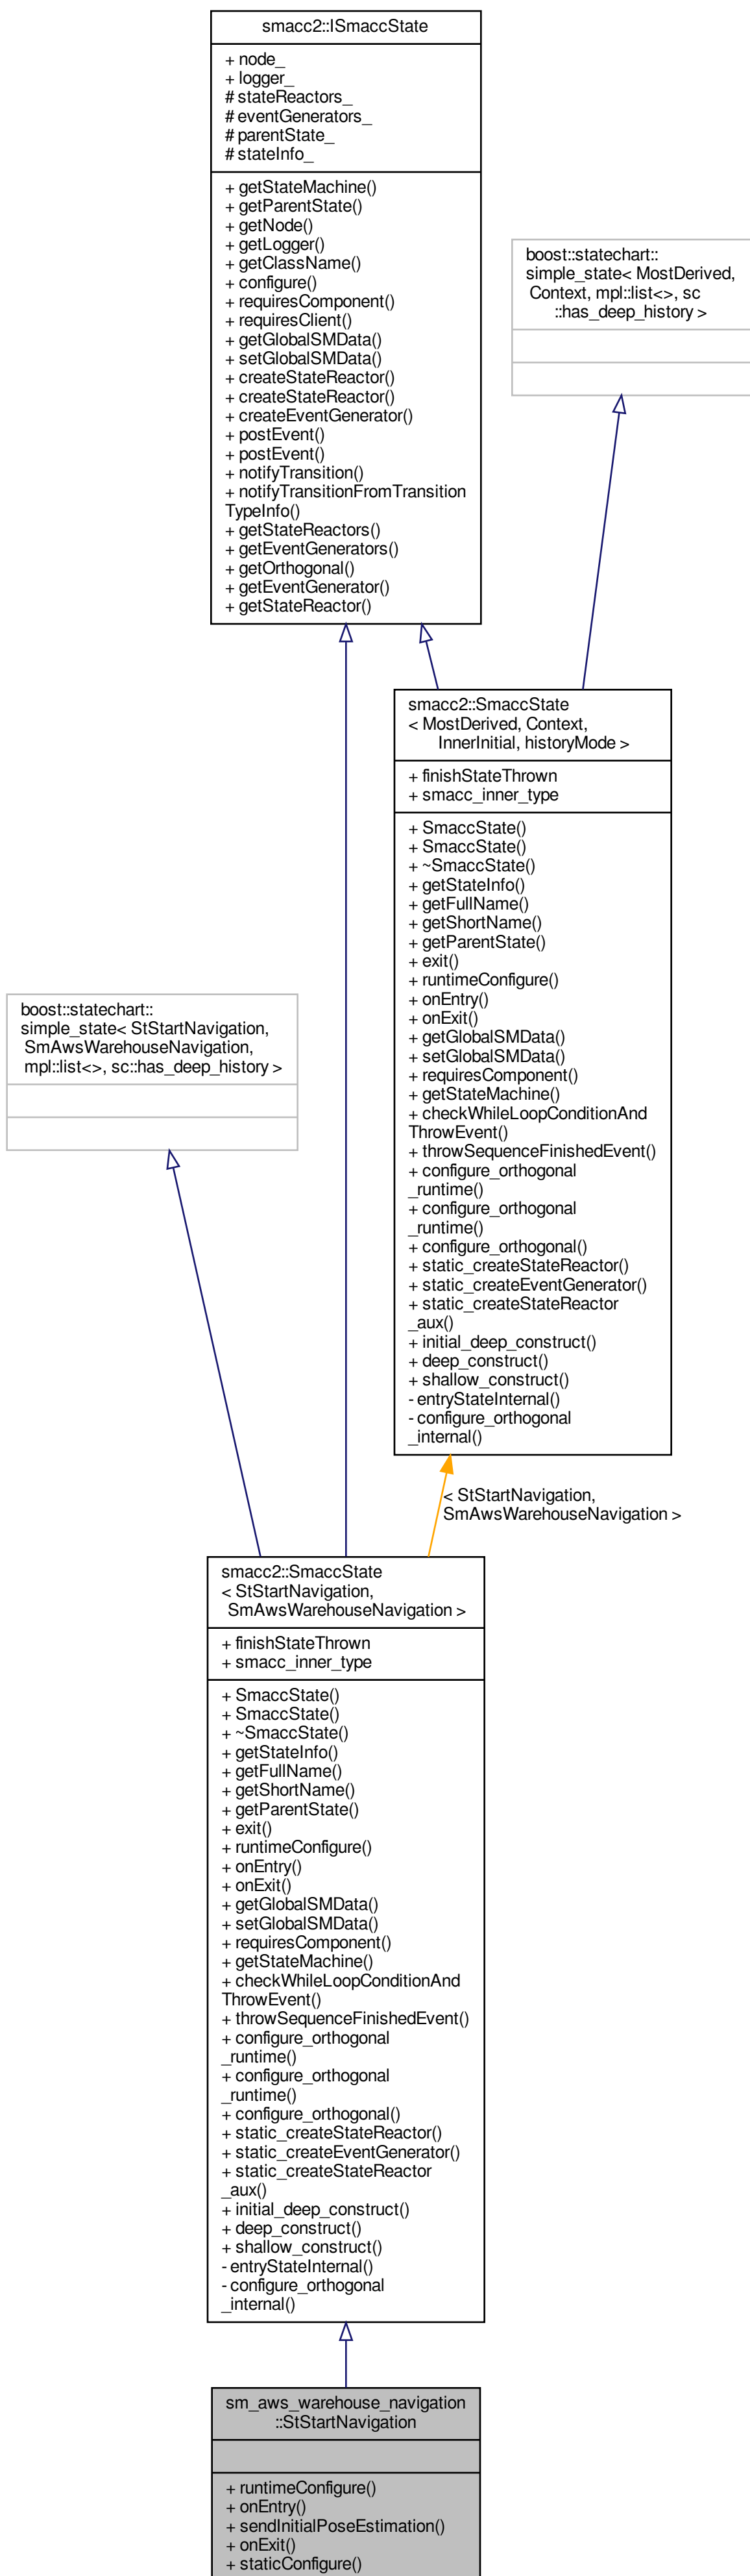 smacc2::ISmaccState
+ node_
+ logger_
# stateReactors_
# eventGenerators_
# parentState_
# stateInfo_
+ getStateMachine()
+ getParentState()
+ getNode()
+ getLogger()
+ getClassName()
+ configure()
+ requiresComponent()
+ requiresClient()
+ getGlobalSMData()
+ setGlobalSMData()
+ createStateReactor()
+ createStateReactor()
+ createEventGenerator()
+ postEvent()
+ postEvent()
+ notifyTransition()
+ notifyTransitionFromTransition
TypeInfo()
+ getStateReactors()
+ getEventGenerators()
+ getOrthogonal()
+ getEventGenerator()
+ getStateReactor()
boost::statechart::
simple_state< MostDerived,
Context, mpl::list<>, sc
::has_deep_history >
smacc2::SmaccState
< MostDerived, Context,
InnerInitial, historyMode >
+ finishStateThrown
+ smacc_inner_type
+ SmaccState()
+ SmaccState()
+ ~SmaccState()
+ getStateInfo()
+ getFullName()
+ getShortName()
+ getParentState()
+ exit()
+ runtimeConfigure()
+ onEntry()
+ onExit()
+ getGlobalSMData()
+ setGlobalSMData()
+ requiresComponent()
+ getStateMachine()
+ checkWhileLoopConditionAnd
ThrowEvent()
+ throwSequenceFinishedEvent()
+ configure_orthogonal
_runtime()
+ configure_orthogonal
_runtime()
+ configure_orthogonal()
+ static_createStateReactor()
+ static_createEventGenerator()
+ static_createStateReactor
_aux()
+ initial_deep_construct()
+ deep_construct()
+ shallow_construct()
- entryStateInternal()
- configure_orthogonal
_internal()
boost::statechart::
simple_state< StStartNavigation,
SmAwsWarehouseNavigation,
mpl::list<>, sc::has_deep_history >
< StStartNavigation,
SmAwsWarehouseNavigation >
smacc2::SmaccState
< StStartNavigation,
SmAwsWarehouseNavigation >
+ finishStateThrown
+ smacc_inner_type
+ SmaccState()
+ SmaccState()
+ ~SmaccState()
+ getStateInfo()
+ getFullName()
+ getShortName()
+ getParentState()
+ exit()
+ runtimeConfigure()
+ onEntry()
+ onExit()
+ getGlobalSMData()
+ setGlobalSMData()
+ requiresComponent()
+ getStateMachine()
+ checkWhileLoopConditionAnd
ThrowEvent()
+ throwSequenceFinishedEvent()
+ configure_orthogonal
_runtime()
+ configure_orthogonal
_runtime()
+ configure_orthogonal()
+ static_createStateReactor()
+ static_createEventGenerator()
+ static_createStateReactor
_aux()
+ initial_deep_construct()
+ deep_construct()
+ shallow_construct()
- entryStateInternal()
- configure_orthogonal
_internal()
sm_aws_warehouse_navigation
::StStartNavigation
+ runtimeConfigure()
+ onEntry()
+ sendInitialPoseEstimation()
+ onExit()
+ staticConfigure()